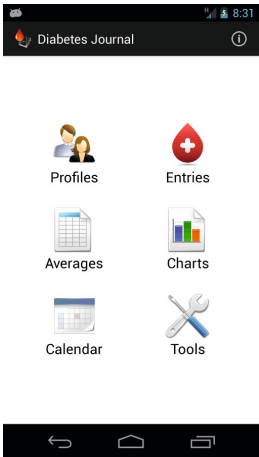 8:31
Diabetes Journal
Profiles
Entries
Averages
Charts
Calendar
Tools